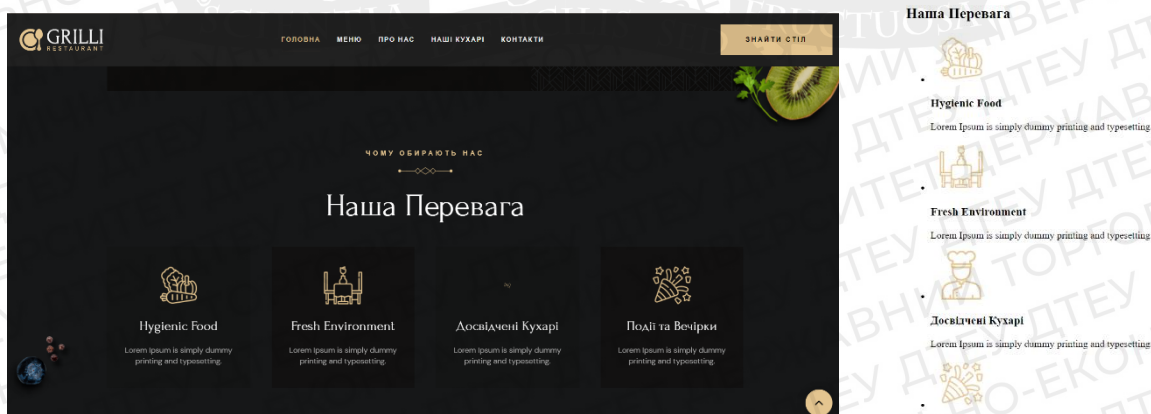 GRILLI
RESTAURANT
ГОЛОВНА МЕНЮ ПРО НАС НАШІ КУХАРІ КОНТАКТИ
ЗНАЙТИ СТІЛ
ЧОМУ ОБИРАЮТЬ НАС
Наша Перевага
Hygienic Food
Lorem Ipsum is simply dummy
printing and typesetting.
Fresh Environment
Lorem Ipsum is simply dummy
printing and typesetting.
Досвідчені Кухарі
Lorem Ipsum is simply dummy
printing and typesetting.
Події та Вечірки
Lorem Ipsum is simply dummy
printing and typesetting.
Наша Перевага
Hygienic Food
Lorem Ipsum is simply dummy printing and typesetting.
Fresh Environment
Lorem Ipsum is simply dummy printing and typesetting.
Досвідчені Кухарі
Lorem Ipsum is simply dummy printing and typesetting.